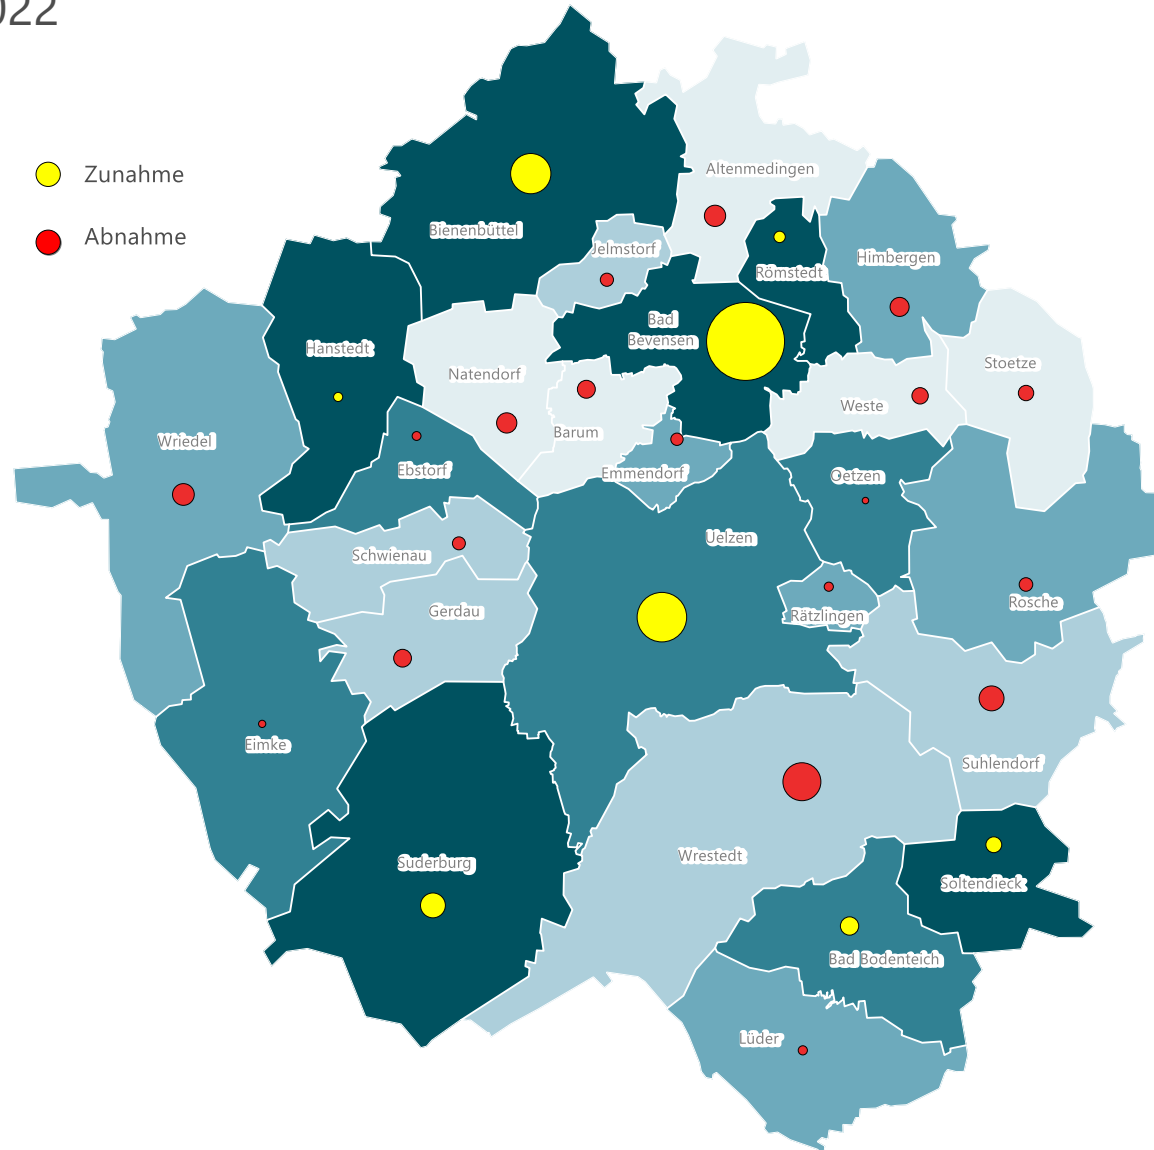 022
Zunahme
Abnahme
Altenmedingen
Bienenbüttel
Jelmstorf
Römstedt
Himbergen
Bad
Bevensen
Hanstedt
Natendorf
Stoetze
Weste
Barum
Wriedel
Ebstorf
Emmendorf
Oetzen
Uelzen
Schwienau
Gerdau
Rätzlingen
Rosche
Eimke
Suhlendorf
Wrestedt
Suderburg
Soltendieck
Bad Bodenteich
Lüder